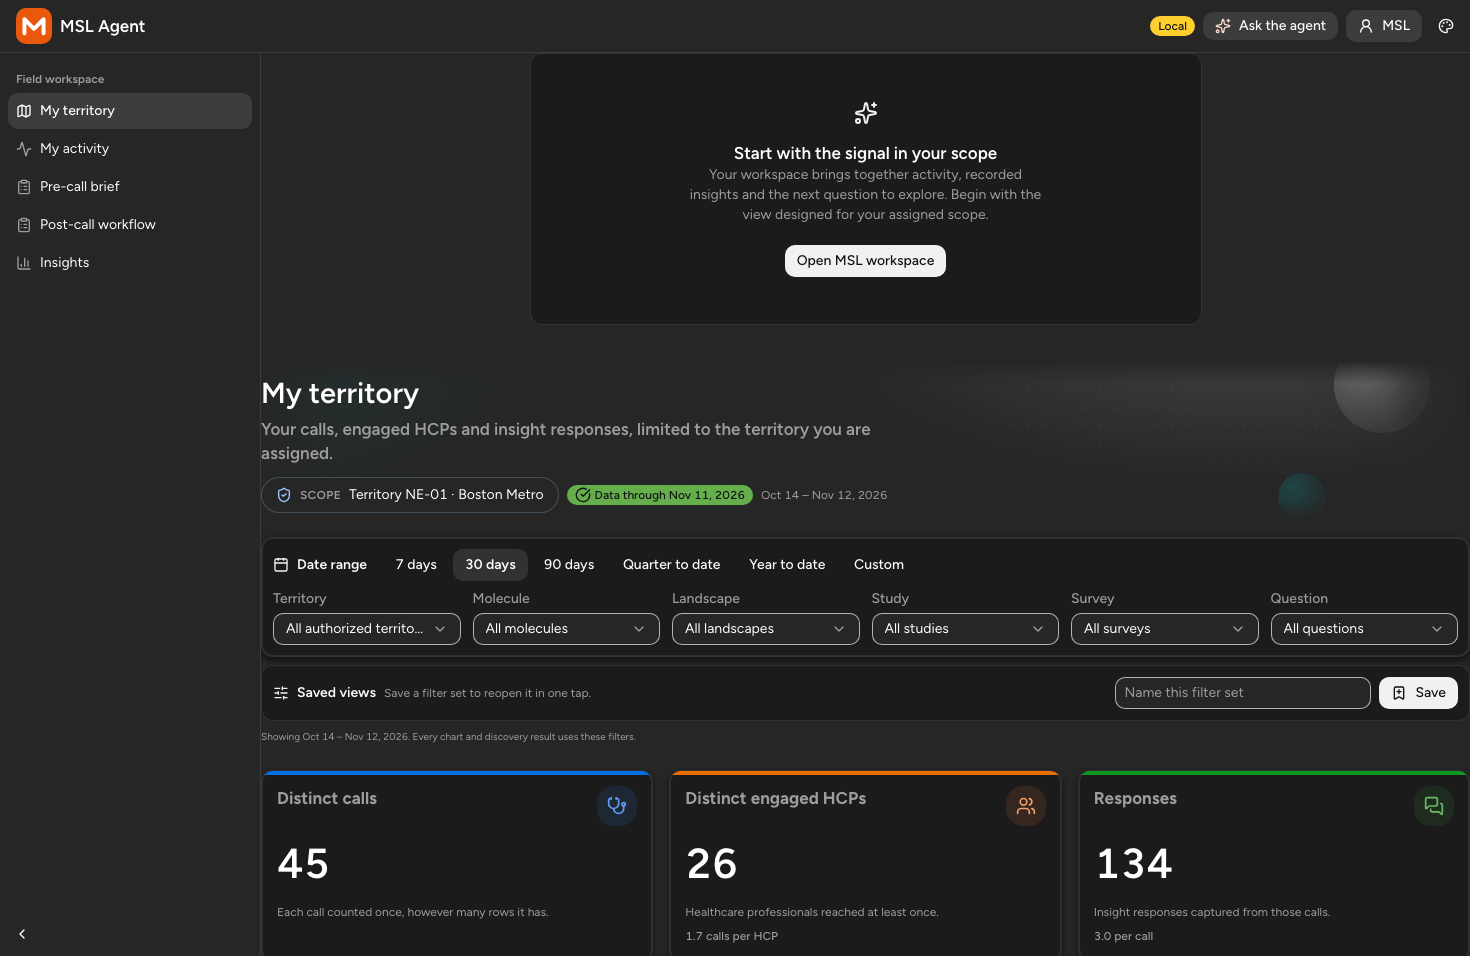 MSL Agent
Local
Ask the agent
MSL
Field workspace
My territory
My activity
Pre-call brief
Post-call workflow
Insights
Start with the signal in your scope
Your workspace brings together activity, recorded
insights and the next question to explore. Begin with the
view designed for your assigned scope.
Open MSL workspace
My territory
Your calls, engaged HCPs and insight responses, limited to the territory you are
assigned.
SCOPE Territory NE-01 · Boston Metro
Data through Nov 11, 2026
Oct 14 – Nov 12, 2026
Date range
7 days
30 days
90 days
Quarter to date
Year to date
Custom
Territory
Molecule
Landscape
Study
Survey
Question
All authorized territo...
All molecules
All landscapes
All studies
All surveys
All questions
Saved views
Save a filter set to reopen it in one tap.
Name this filter set
Save
Showing Oct 14 – Nov 12, 2026. Every chart and discovery result uses these filters.
Distinct calls
45
Each call counted once, however many rows it has.
Distinct engaged HCPs
26
Healthcare professionals reached at least once.
1.7 calls per HCP
Responses
134
Insight responses captured from those calls.
3.0 per call